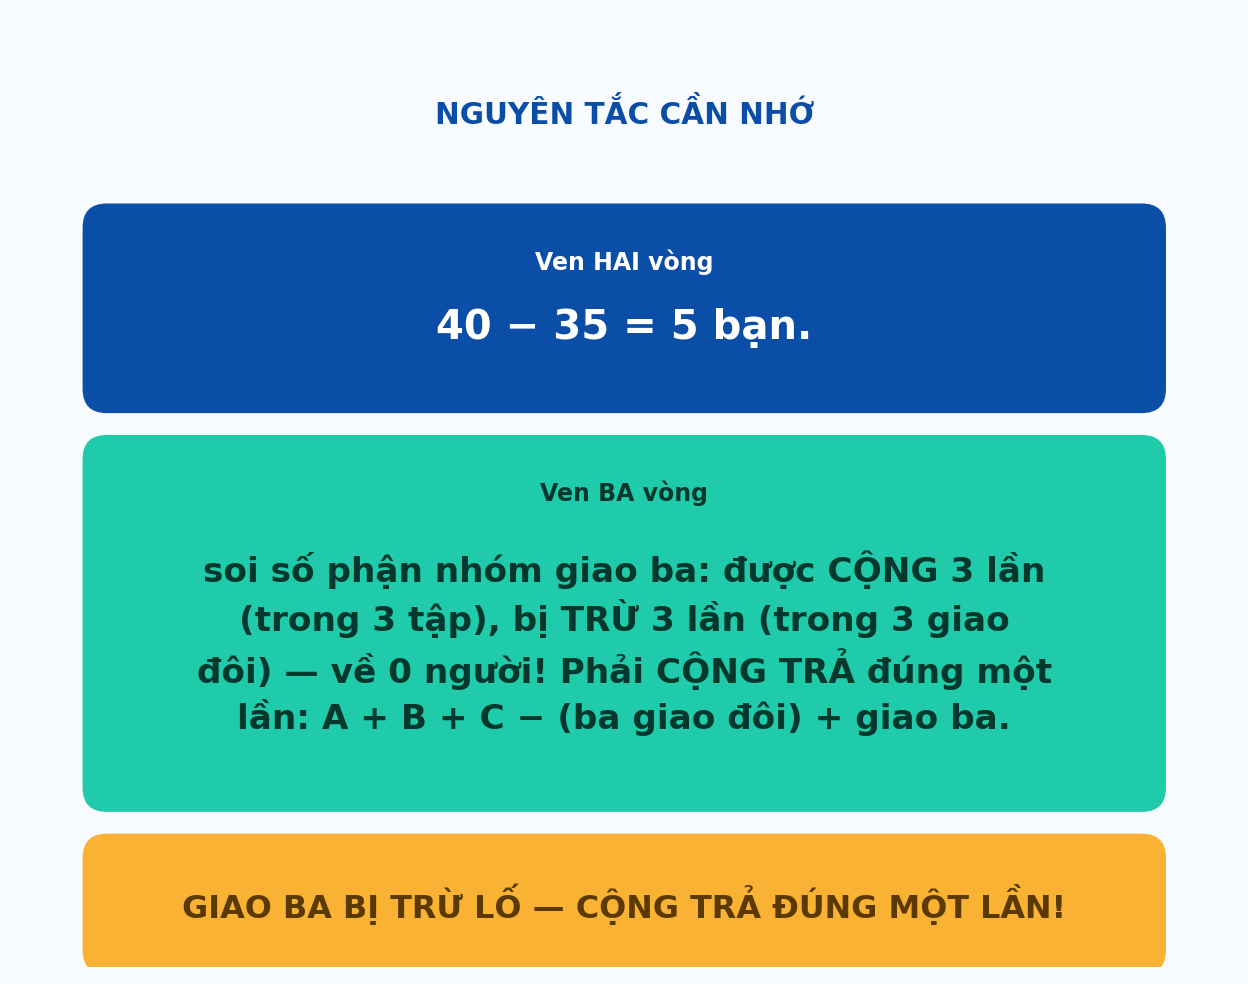 NGUYÊN TẮC CẦN NHỚ
Ven HAI vòng
40 − 35 = 5 bạn.
Ven BA vòng
soi số phận nhóm giao ba: được CỘNG 3 lần
(trong 3 tập), bị TRỪ 3 lần (trong 3 giao
đôi) — về 0 người! Phải CỘNG TRẢ đúng một
lần: A + B + C − (ba giao đôi) + giao ba.
GIAO BA BỊ TRỪ LỐ — CỘNG TRẢ ĐÚNG MỘT LẦN!